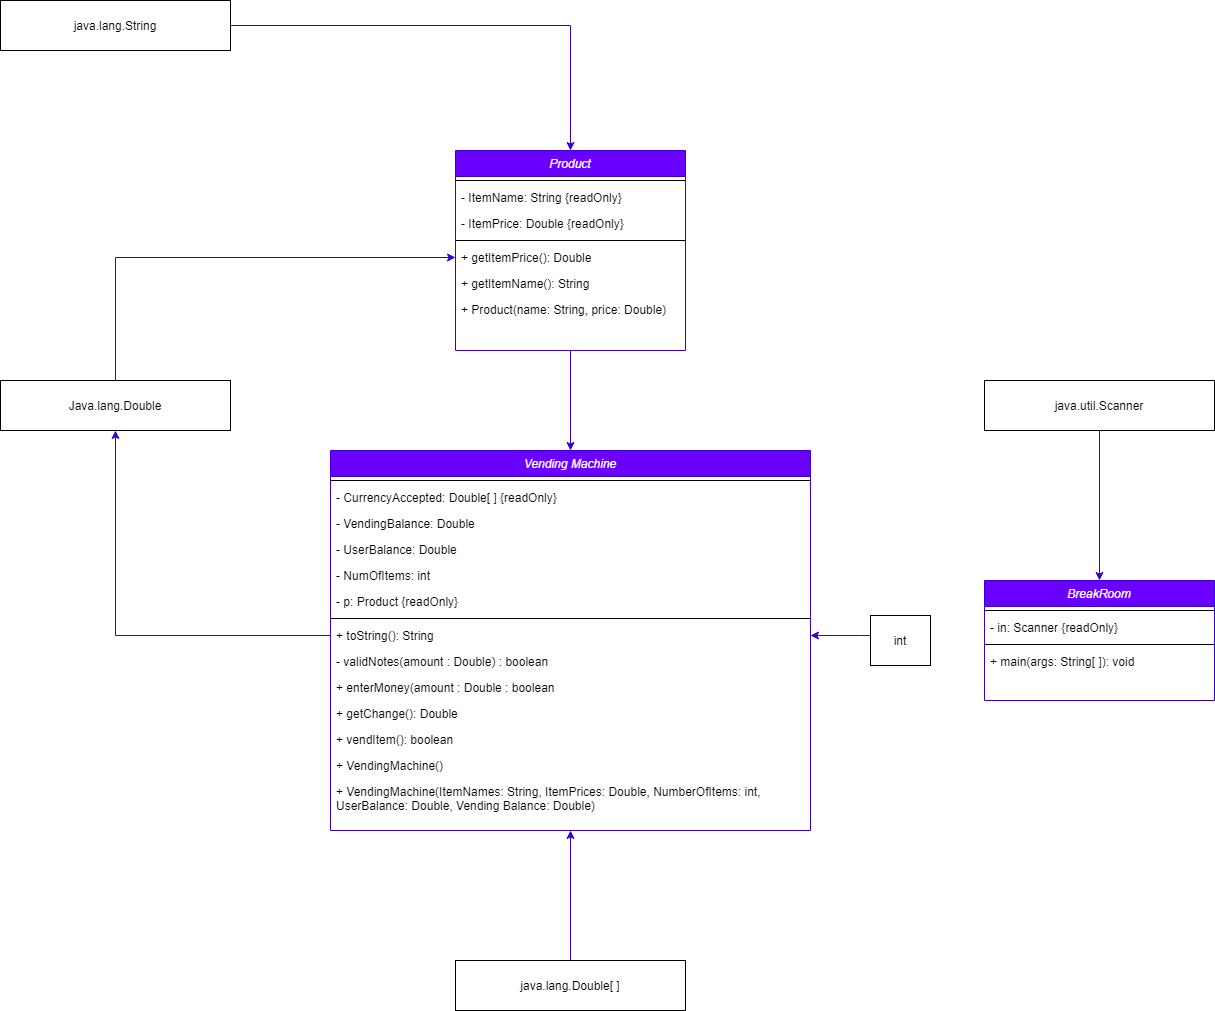 java.lang.String
Product
- ItemName: String {readOnly}
- ItemPrice: Double {readOnly}
+ getItemPrice(): Double
+ getItemName(): String
+ Product(name: String, price: Double)
Java.lang.Double
java.util.Scanner
Vending Machine
- CurrencyAccepted: Double[ ] {readOnly}
- VendingBalance: Double
- UserBalance: Double
- NumOfItems: int
- p: Product {readOnly}
+ toString(): String
- validNotes(amount : Double) : boolean
+ enterMoney(amount : Double : boolean
+ getChange(): Double
+ vendItem(): boolean
+ VendingMachine()
+ VendingMachine(ItemNames: String, ItemPrices: Double, NumberOfItems: int,
UserBalance: Double, Vending Balance: Double)
int
BreakRoom
- in: Scanner {readOnly}
+ main(args: String[ ]): void
java.lang.Double[ ]